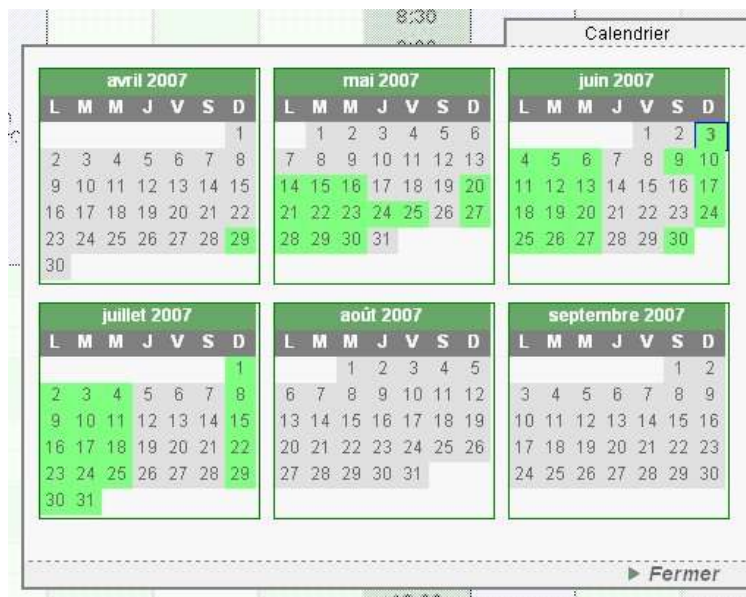 8:30
Calendrier
avril 2007
L M M J V S D
1
2 3 4 5 6 7 8
9 10 11 12 13 14 15
16 17 18 19 20 21 22
23 24 25 26 27 28 29
30
mai 2007
L M M J V S D
1 2 3 4 5 6
7 8 9 10 11 12 13
14 15 16 17 18 19 20
21 22 23 24 25 26 27
28 29 30 31
juin 2007
L M M J V S D
1 2 3
4 5 6 7 8 9 10
11 12 13 14 15 16 17
18 19 20 21 22 23 24
25 26 27 28 29 30
juillet 2007
L M M J V S D
1
2 3 4 5 6 7 8
9 10 11 12 13 14 15
16 17 18 19 20 21 22
23 24 25 26 27 28 29
30 31
août 2007
L M M J V S D
1 2 3 4 5
6 7 8 9 10 11 12
13 14 15 16 17 18 19
20 21 22 23 24 25 26
27 28 29 30 31
septembre 2007
L M M J V S D
1 2
3 4 5 6 7 8 9
10 11 12 13 14 15 16
17 18 19 20 21 22 23
24 25 26 27 28 29 30
Fermer